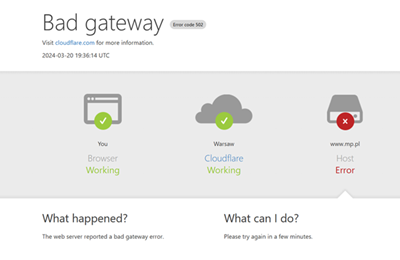 Bad gateway Error code 502
Visit cloudflare.com for more information.
2024-03-20 19:36:14 UTC
You Warsaw www.mp.pl
Browser Cloudflare Host
Working Working Error
What happened? What can I do?
The web server reported a bad gateway error. Please try again in a few minutes.